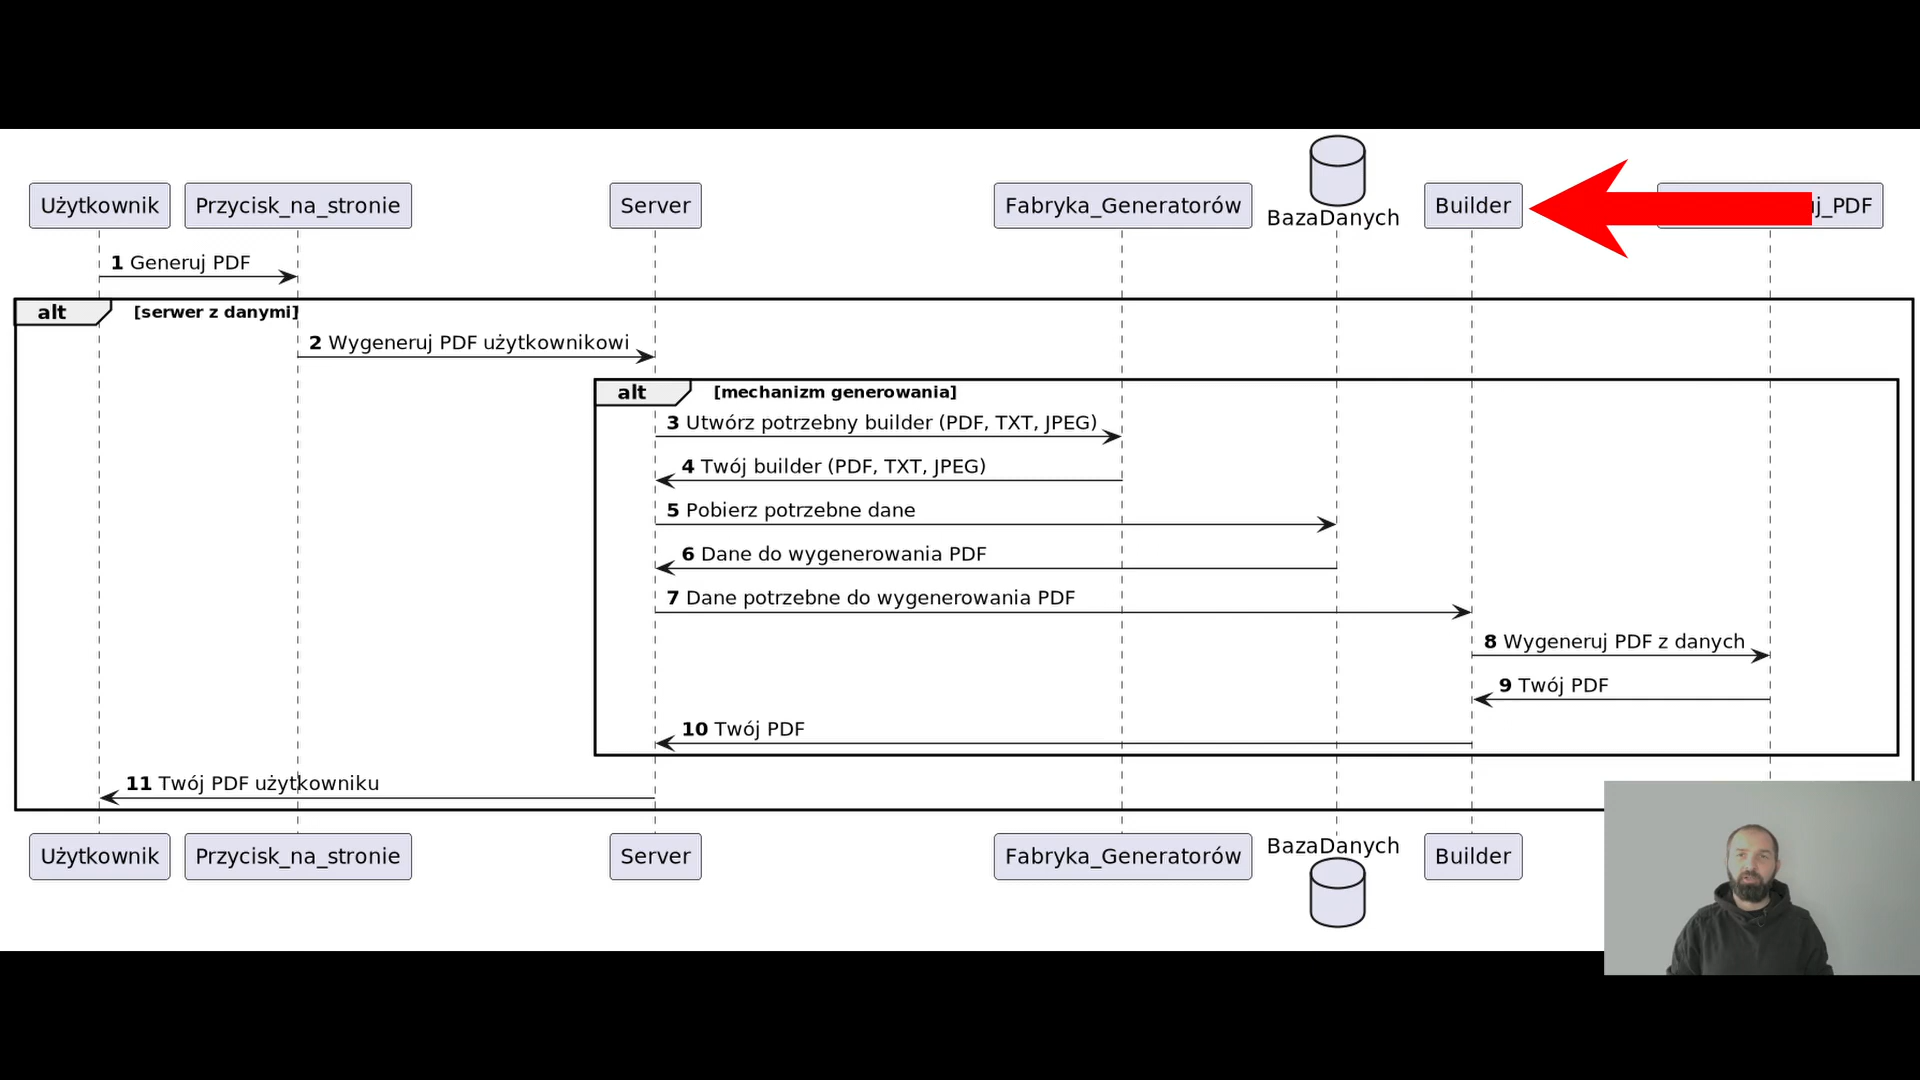 Użytkownik
Przycisk_na_stronie
Server
Fabryka_Generatorów
BazaDanych
Builder
j_PDF
1 Generuj PDF
alt [serwer z danymi]
2 Wygeneruj PDF użytkownikowi
alt [mechanizm generowania]
3 Utwórz potrzebny builder (PDF, TXT, JPEG)
4 Twój builder (PDF, TXT, JPEG)
5 Pobierz potrzebne dane
6 Dane do wygenerowania PDF
7 Dane potrzebne do wygenerowania PDF
8 Wygeneruj PDF z danych
9 Twój PDF
10 Twój PDF
11 Twój PDF użytkowniku
Użytkownik
Przycisk_na_stronie
Server
Fabryka_Generatorów
BazaDanych
Builder